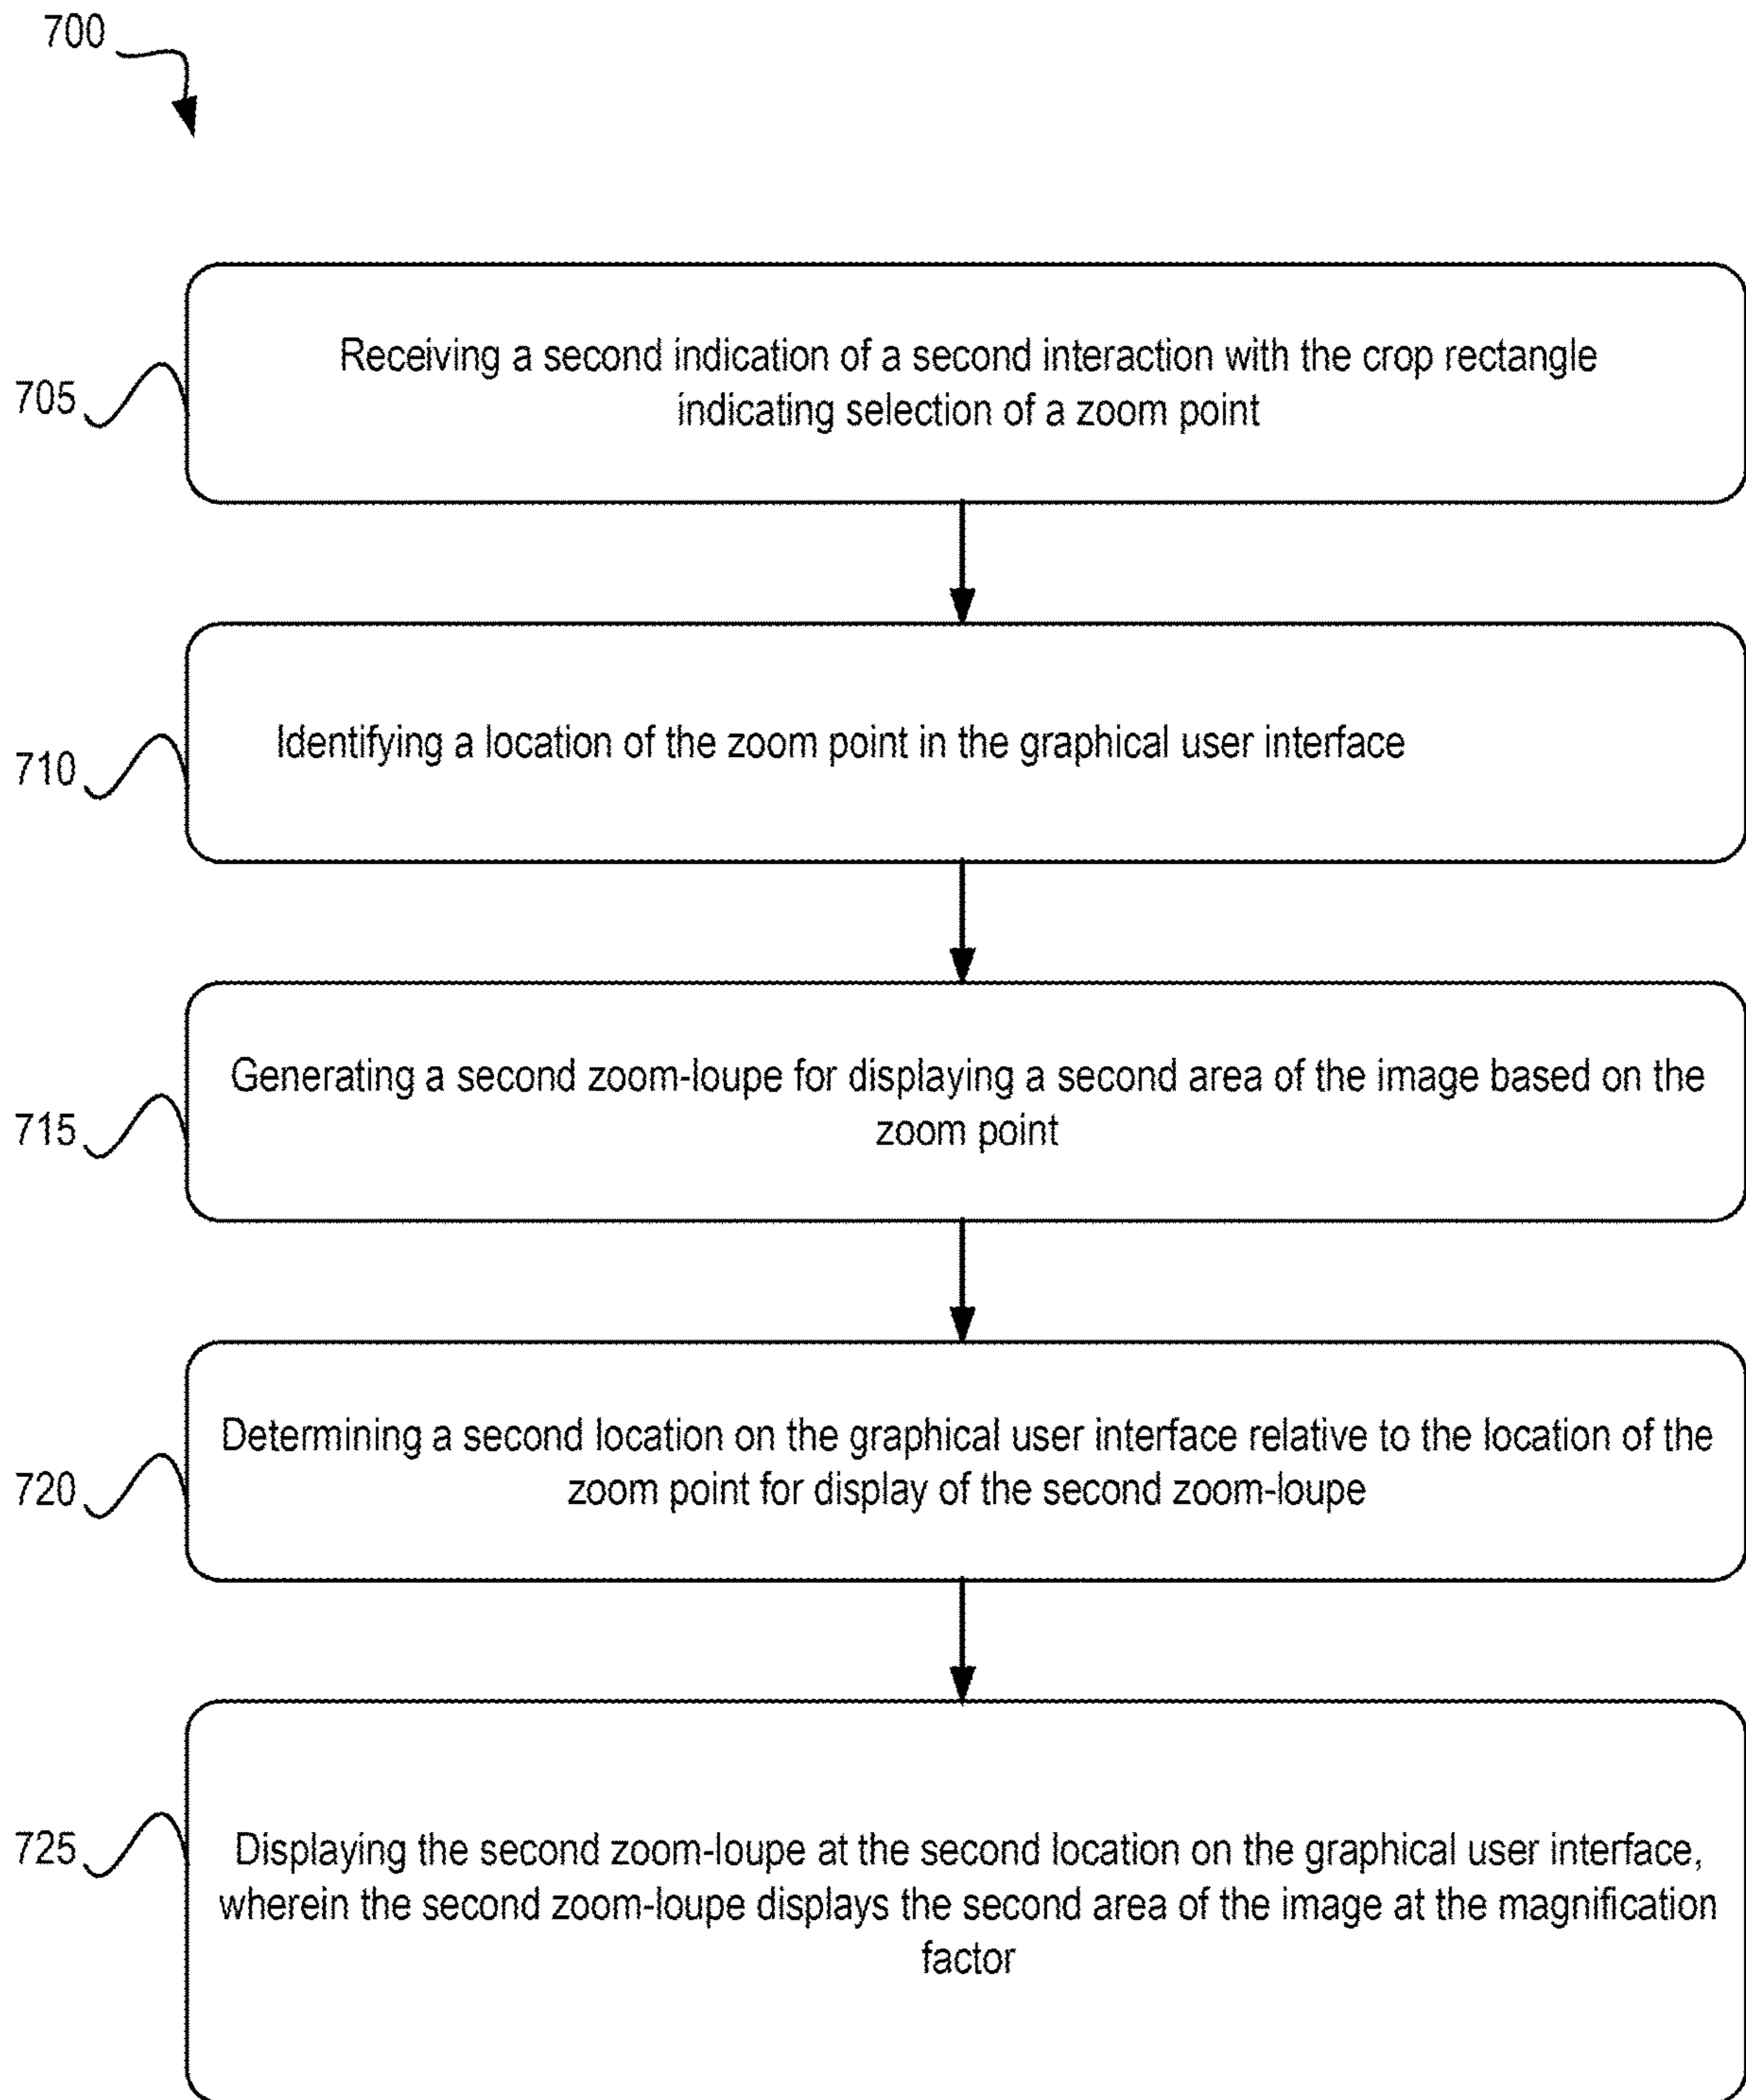 700
705
Receiving a second indication of a second interaction with the crop rectangle
indicating selection of a zoom point
710
Identifying a location of the zoom point in the graphical user interface
715
Generating a second zoom-loupe for displaying a second area of the image based on the
zoom point
720
Determining a second location on the graphical user interface relative to the location of the
zoom point for display of the second zoom-loupe
725
Displaying the second zoom-loupe at the second location on the graphical user interface,
wherein the second zoom-loupe displays the second area of the image at the magnification
factor